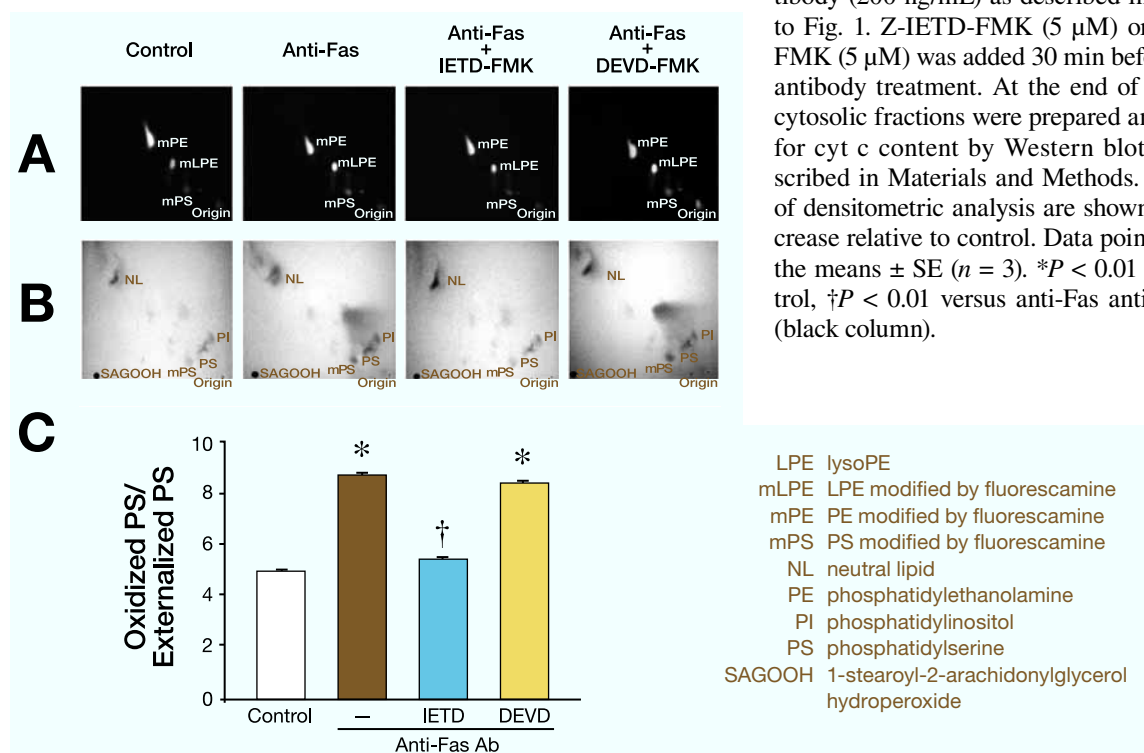 Control
Anti-Fas
Anti-Fas
+
IETD-FMK
Anti-Fas
+
DEVD-FMK
A
mPE
mLPE
mPS
Origin
mPE
mLPE
mPS
Origin
mPE
mLPE
mPS
Origin
mPE
mLPE
mPS
Origin
B
NL
PI
PS
SAGOOH mPS
Origin
NL
PI
PS
SAGOOH mPS
Origin
NL
PI
PS
SAGOOH mPS
Origin
NL
PI
PS
SAGOOH mPS
Origin
C
Oxidized PS/
Externalized PS
10
8
6
4
2
0
*
†
*
Control
–
IETD
DEVD
Anti-Fas Ab
tibody (200 ng/mL) as described in
to Fig. 1. Z-IETD-FMK (5 μM) or
FMK (5 μM) was added 30 min bef
antibody treatment. At the end of
cytosolic fractions were prepared a
for cyt c content by Western blot
scribed in Materials and Methods.
of densitometric analysis are shown
crease relative to control. Data poin
the means ± SE (n = 3). *P < 0.01
trol, †P < 0.01 versus anti-Fas anti
(black column).
LPE lysoPE
mLPE LPE modified by fluorescamine
mPE PE modified by fluorescamine
mPS PS modified by fluorescamine
NL neutral lipid
PE phosphatidylethanolamine
PI phosphatidylinositol
PS phosphatidylserine
SAGOOH 1-stearoyl-2-arachidonylglycerol
hydroperoxide